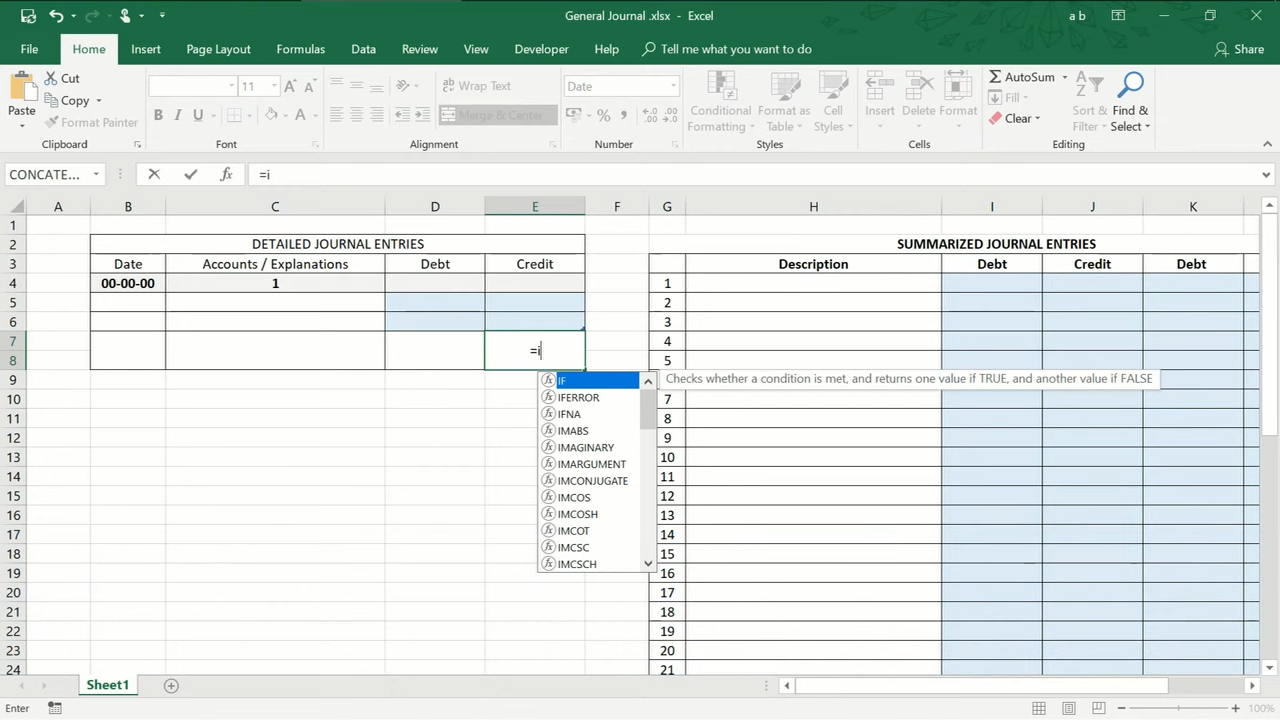 General Journal .xlsx - Excel
a b
File Home Insert Page Layout Formulas Data Review View Developer Help Tell me what you want to do Share
Cut
Copy
Format Painter
Paste
11
Wrap Text
Merge & Center
Date
Conditional Formatting
Format as Table
Cell Styles
Insert Delete Format
AutoSum
Fill
Clear
Sort & Filter
Find & Select
Clipboard Font Alignment Number Styles Cells Editing
CONCATE... =i
A B C D E F G H I J K
1
2 DETAILED JOURNAL ENTRIES SUMMARIZED JOURNAL ENTRIES
3 Date Accounts / Explanations Debt Credit Description Debt Credit Debt
4 00-00-00 1 1
5 2
6 3
7 =i 4
8 5
9 IF Checks whether a condition is met, and returns one value if TRUE, and another value if FALSE
10 IFERROR 7
11 IFNA 8
12 IMABS 9
13 IMAGINARY 10
14 IMARGUMENT 11
15 IMCONJUGATE 12
16 IMCOS 13
IMCOSH
17 IMCOT 14
18 IMCSC 15
19 IMCSCH 16
20 17
21 18
22 19
23 20
24 21
Sheet1
Enter 100%